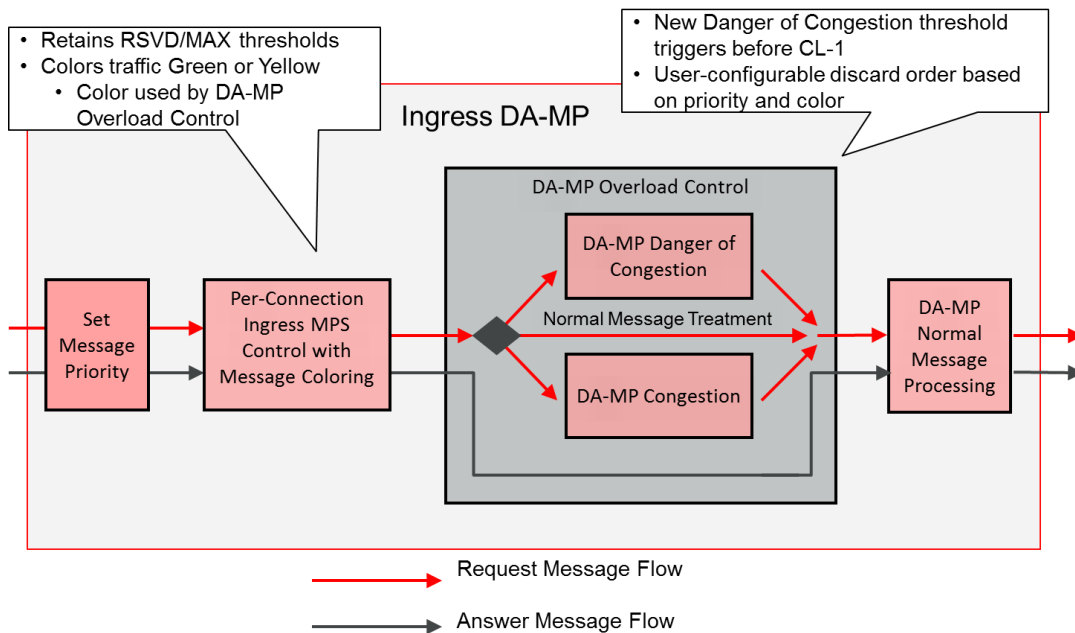 • Retains RSVD/MAX thresholds
• Colors traffic Green or Yellow
• Color used by DA-MP
Overload Control
• New Danger of Congestion threshold
triggers before CL-1
• User-configurable discard order based
on priority and color
Ingress DA-MP
DA-MP Overload Control
Set
Message
Priority
Per-Connection
Ingress MPS
Control with
Message Coloring
DA-MP Danger of
Congestion
Normal Message Treatment
DA-MP Congestion
DA-MP
Normal
Message
Processing
Request Message Flow
Answer Message Flow